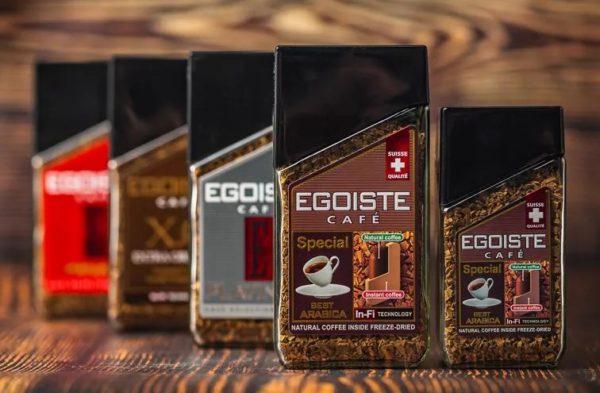 EGOISTE
EGOISTE
CAFÉ
X.O
EGOISTE
CAFÉ
SUISSE
QUALITÉ
EGOISTE
CAFÉ
Special
Natural coffee
Instant coffee
BEST
ARABICA
In-Fi TECHNOLOGY
NATURAL COFFEE INSIDE FREEZE-DRIED
SUISSE
QUALITÉ
EGOISTE
CAFÉ
Special
Natural coffee
Instant coffee
BEST
ARABICA
In-Fi TECHNOLOGY
NATURAL COFFEE INSIDE FREEZE-DRIED